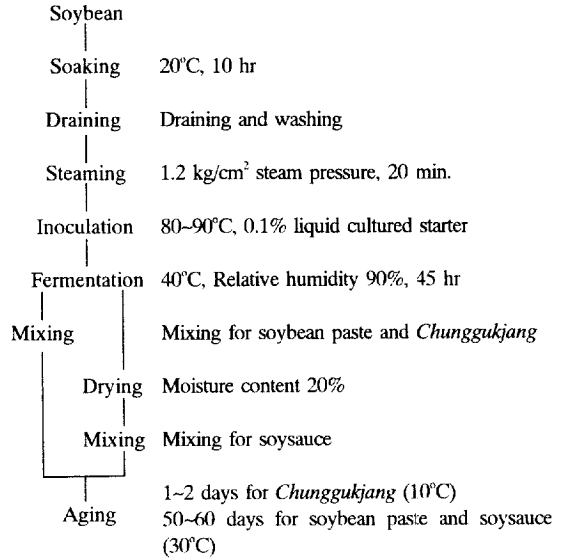 Soybean
Soaking 20°C, 10 hr
Draining Draining and washing
Steaming 1.2 kg/cm² steam pressure, 20 min.
Inoculation 80~90°C, 0.1% liquid cultured starter
Fermentation 40°C, Relative humidity 90%, 45 hr
Mixing Mixing for soybean paste and Chunggukjang
Drying Moisture content 20%
Mixing Mixing for soysauce
1~2 days for Chunggukjang (10°C)
Aging 50~60 days for soybean paste and soysauce
(30°C)